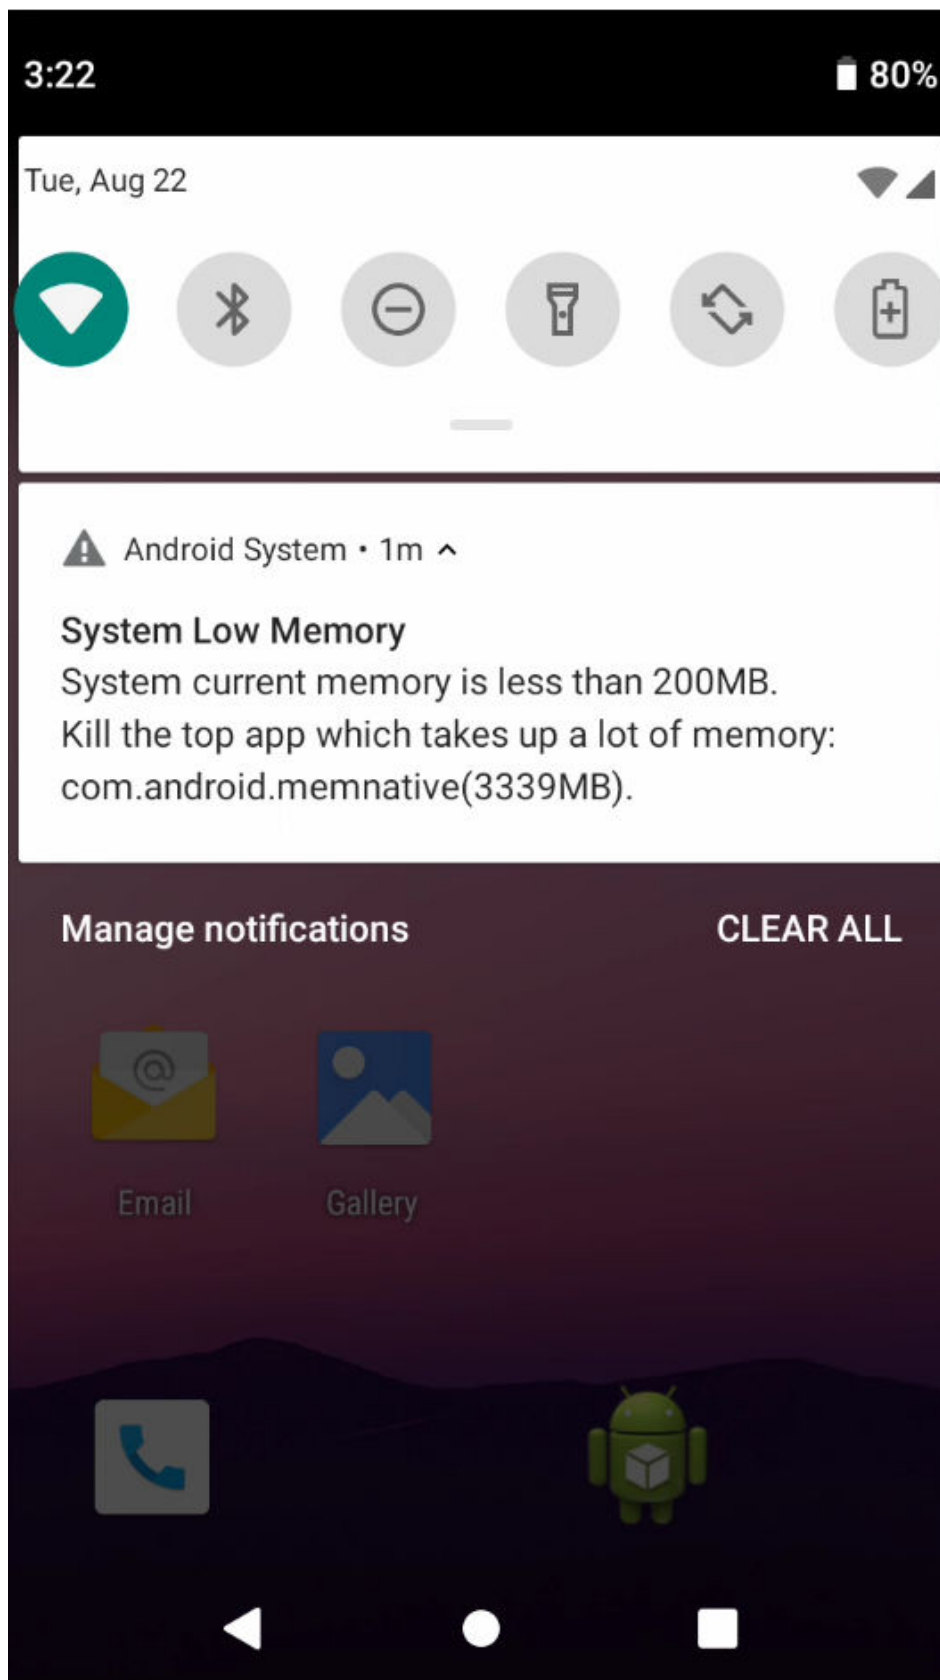 3:22 80%
Tue, Aug 22
Android System • 1m
System Low Memory
System current memory is less than 200MB.
Kill the top app which takes up a lot of memory:
com.android.memnative(3339MB).
Manage notifications CLEAR ALL
@
Email Gallery